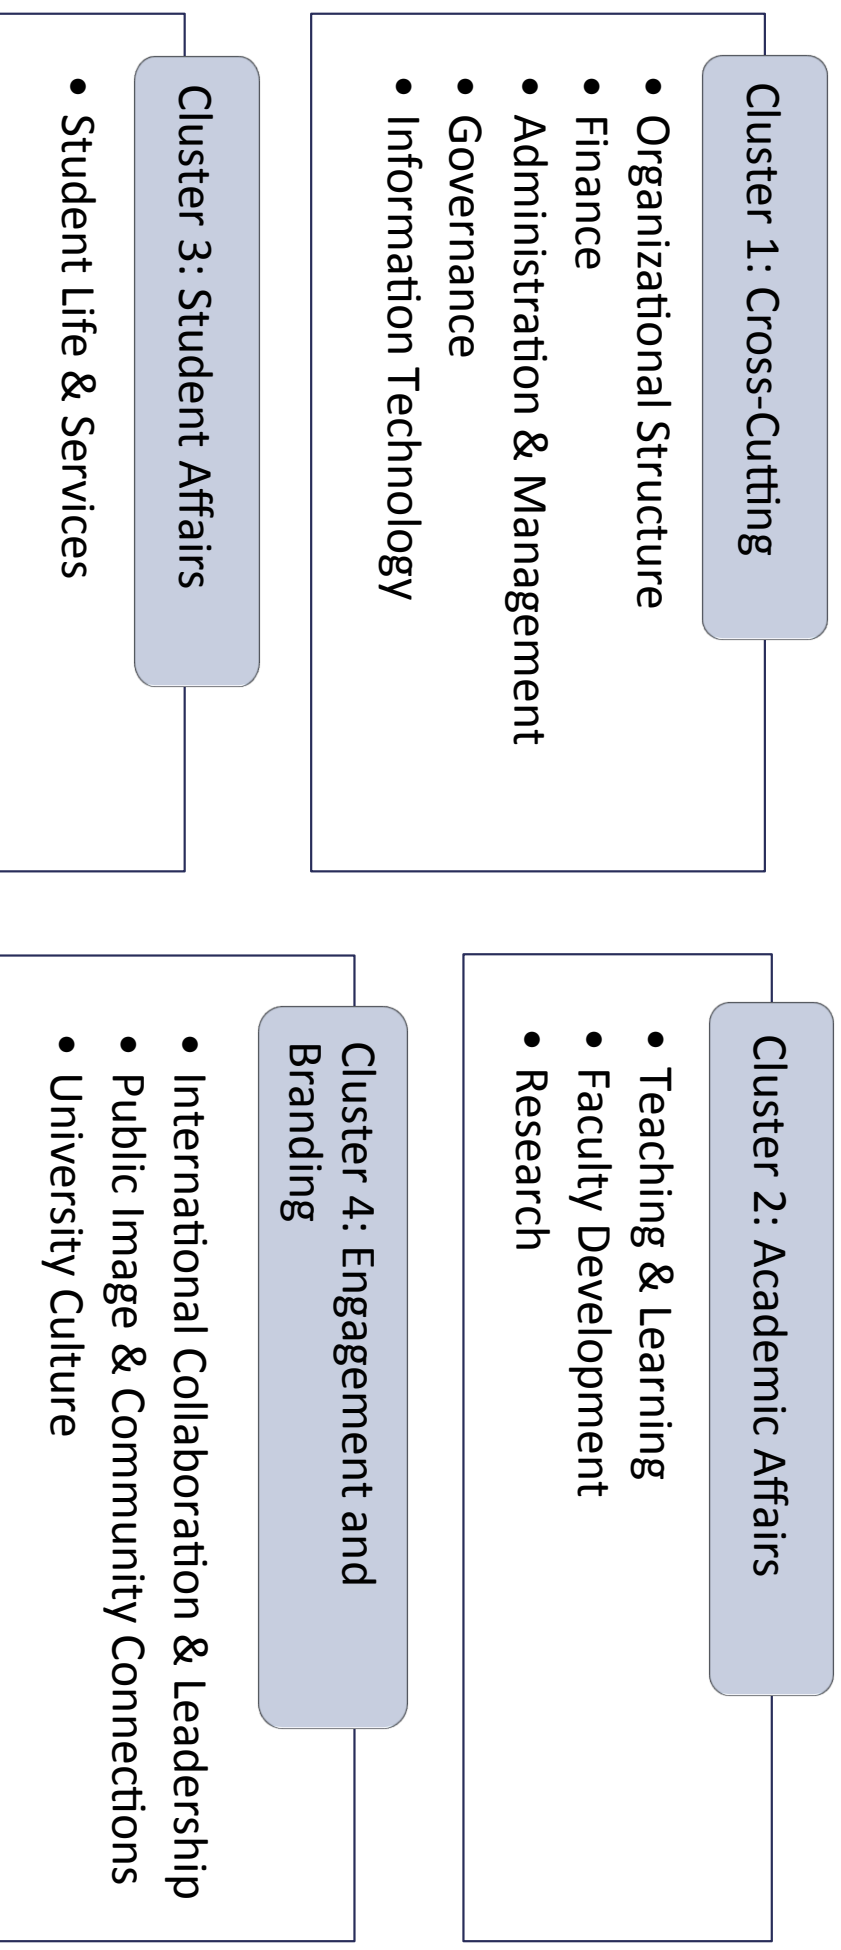 Cluster 1: Cross-Cutting
• Organizational Structure
• Finance
• Administration & Management
• Governance
• Information Technology
Cluster 2: Academic Affairs
• Teaching & Learning
• Faculty Development
• Research
Cluster 3: Student Affairs
• Student Life & Services
Cluster 4: Engagement and
Branding
• International Collaboration & Leadership
• Public Image & Community Connections
• University Culture